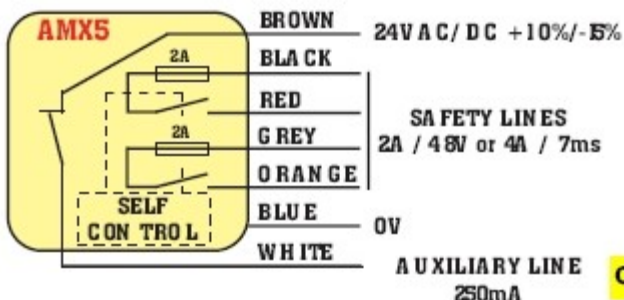 AMX5
BROWN
24V AC/ DC +10%/-15%
2A
BLACK
RED
SAFETY LINES
2A
GREY
2A / 48V or 4A / 7ms
ORANGE
SELF
CONTROL
BLUE
0V
WHITE
AUXILIARY LINE
250mA